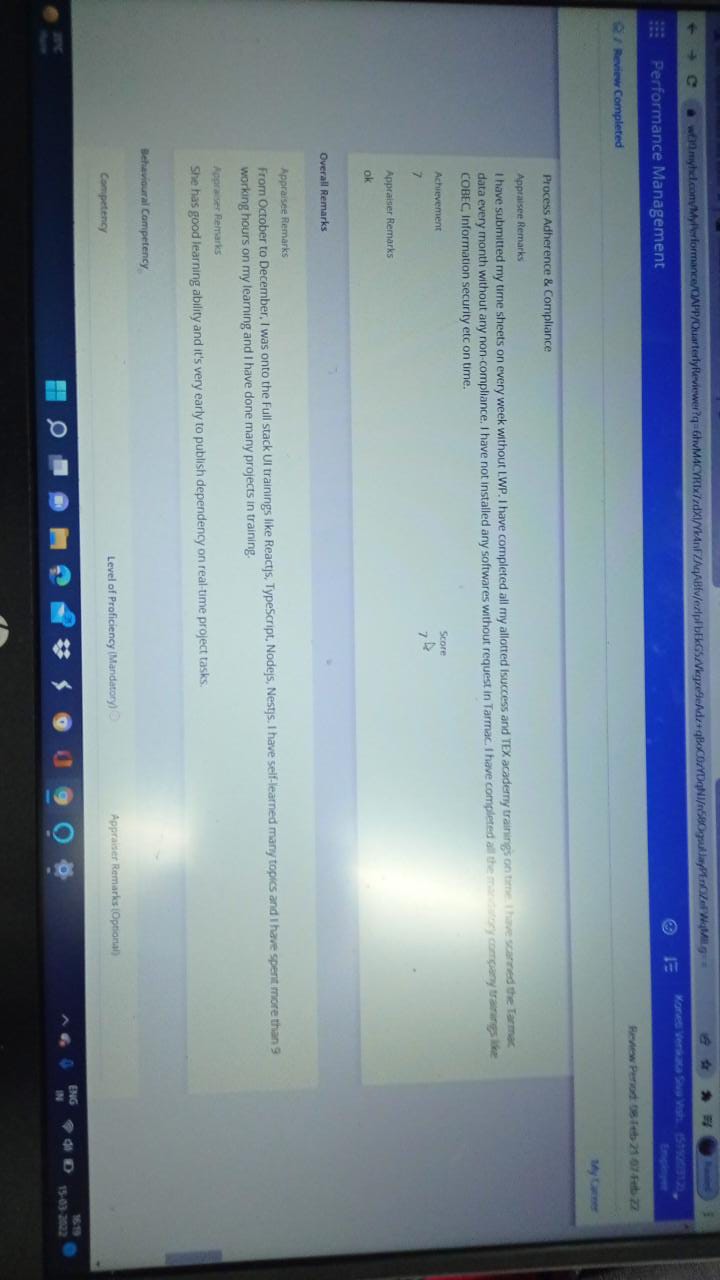 wf30.myhcl.com/MyPerformance/QAPP/QuarterlyReviewer?q=
Performance Management
Koneti Venkata Siva Vish... (51920312)
Employee
/ Review Completed
Review Period: 08-Feb-21-07-Feb-22
My Career
Process Adherence & Compliance
Appraisee Remarks
I have submitted my time sheets on every week without LWP. I have completed all my allotted Isuccess and TEX academy trainings on time. I have scanned the Tarmac
data every month without any non-compliance. I have not installed any softwares without request in Tarmac. I have completed all the mandatory company trainings like
COBEC, Information security etc on time.
Achievement
Score
7
7
Appraiser Remarks
ok
Overall Remarks
Appraisee Remarks
From October to December, I was onto the Full stack UI trainings like Reactjs, TypeScript, Nodejs, Nestjs. I have self-learned many topics and I have spent more than 9
working hours on my learning and I have done many projects in training.
Appraiser Remarks
She has good learning ability and it's very early to publish dependency on real-time project tasks.
Behavioural Competency
Competency
Level of Proficiency (Mandatory)
Appraiser Remarks (Optional)
ENG
IN
16:19
15-03-2022